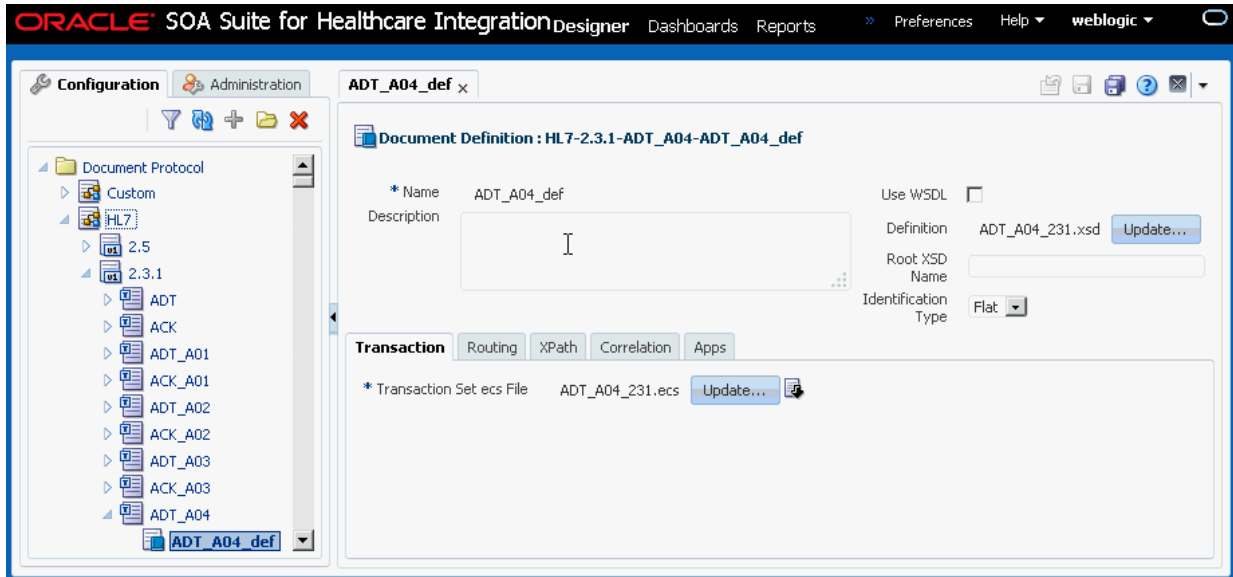 ORACLE SOA Suite for Healthcare Integration Designer Dashboards Reports » Preferences Help weblogic
Configuration Administration
ADT_A04_def x
Document Definition : HL7-2.3.1-ADT_A04-ADT_A04_def
Document Protocol
Custom
HL7
v1 2.5
v1 2.3.1
ADT
ACK
ADT_A01
ACK_A01
ADT_A02
ACK_A02
ADT_A03
ACK_A03
ADT_A04
ADT_A04_def
* Name ADT_A04_def
Description
Use WSDL
Definition ADT_A04_231.xsd Update...
Root XSD
Name
Identification
Type Flat
Transaction Routing XPath Correlation Apps
* Transaction Set ecs File ADT_A04_231.ecs Update...